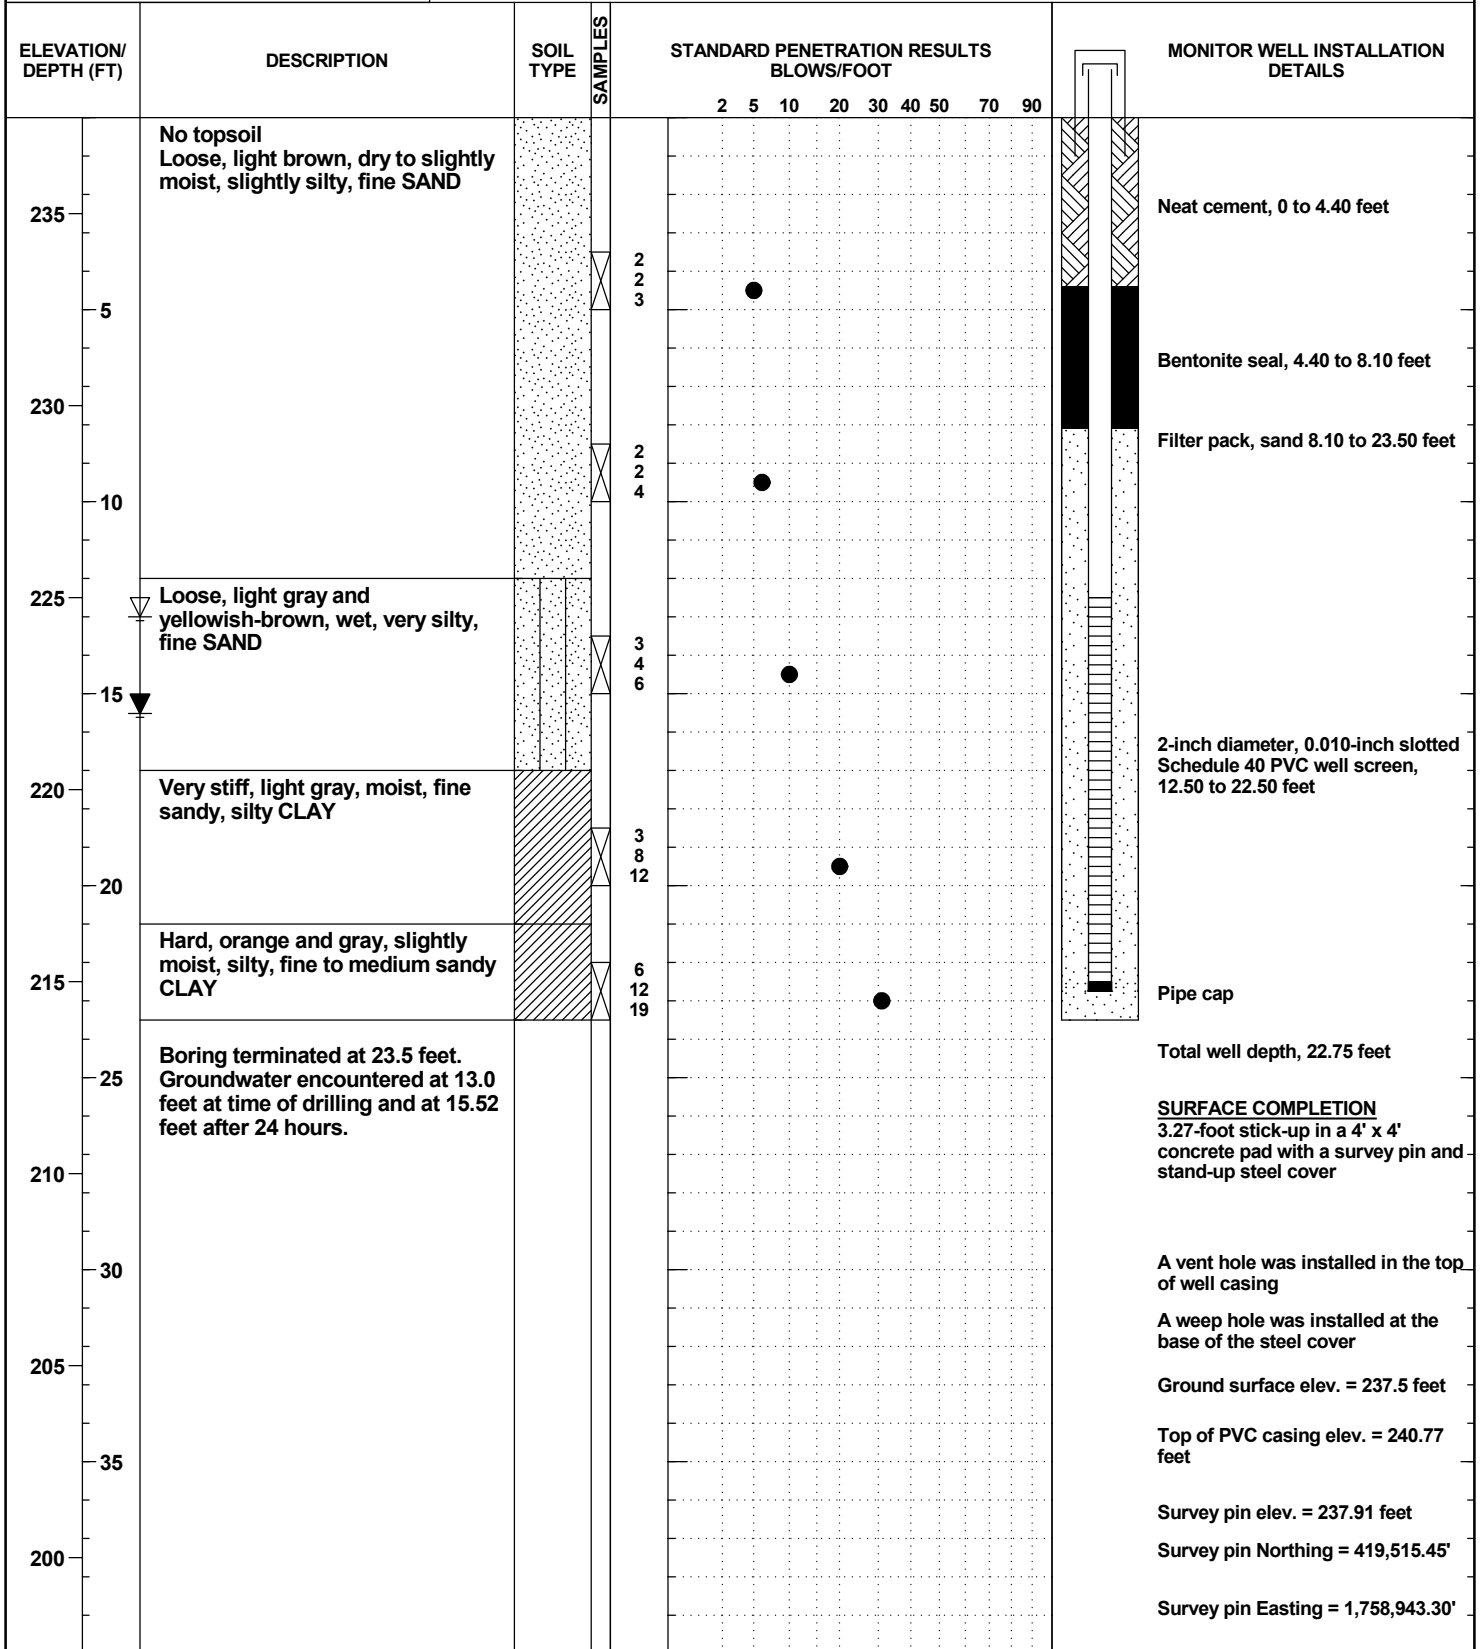 ELEVATION/
DEPTH (FT)
DESCRIPTION
SOIL
TYPE
SAMPLES
STANDARD PENETRATION RESULTS
BLOWS/FOOT
2 5 10 20 30 40 50 70 90
MONITOR WELL INSTALLATION
DETAILS
No topsoil
Loose, light brown, dry to slightly
moist, slightly silty, fine SAND
235
Neat cement, 0 to 4.40 feet
2
2
3
5
Bentonite seal, 4.40 to 8.10 feet
230
Filter pack, sand 8.10 to 23.50 feet
2
2
4
10
225
Loose, light gray and
yellowish-brown, wet, very silty,
fine SAND
3
4
6
15
2-inch diameter, 0.010-inch slotted
Schedule 40 PVC well screen,
12.50 to 22.50 feet
220
Very stiff, light gray, moist, fine
sandy, silty CLAY
3
8
12
20
Hard, orange and gray, slightly
moist, silty, fine to medium sandy
CLAY
6
12
19
215
Pipe cap
Boring terminated at 23.5 feet.
Groundwater encountered at 13.0
feet at time of drilling and at 15.52
feet after 24 hours.
Total well depth, 22.75 feet
25
SURFACE COMPLETION
3.27-foot stick-up in a 4' x 4'
concrete pad with a survey pin and
stand-up steel cover
210
30
A vent hole was installed in the top
of well casing
A weep hole was installed at the
base of the steel cover
205
Ground surface elev. = 237.5 feet
Top of PVC casing elev. = 240.77
feet
35
Survey pin elev. = 237.91 feet
200
Survey pin Northing = 419,515.45'
Survey pin Easting = 1,758,943.30'